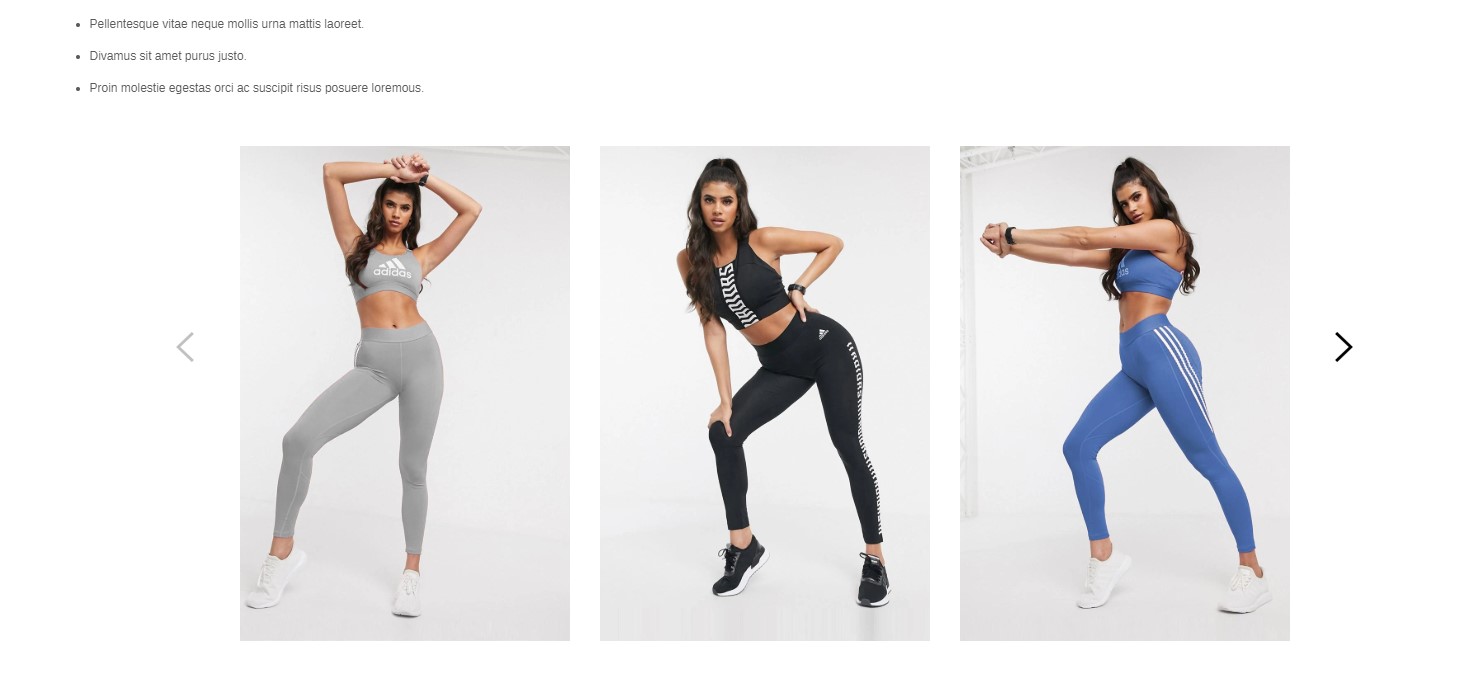 Pellentesque vitae neque mollis urna mattis laoreet.
Divamus sit amet purus justo.
Proin molestie egestas orci ac suscipit risus posuere loremous.
adidas